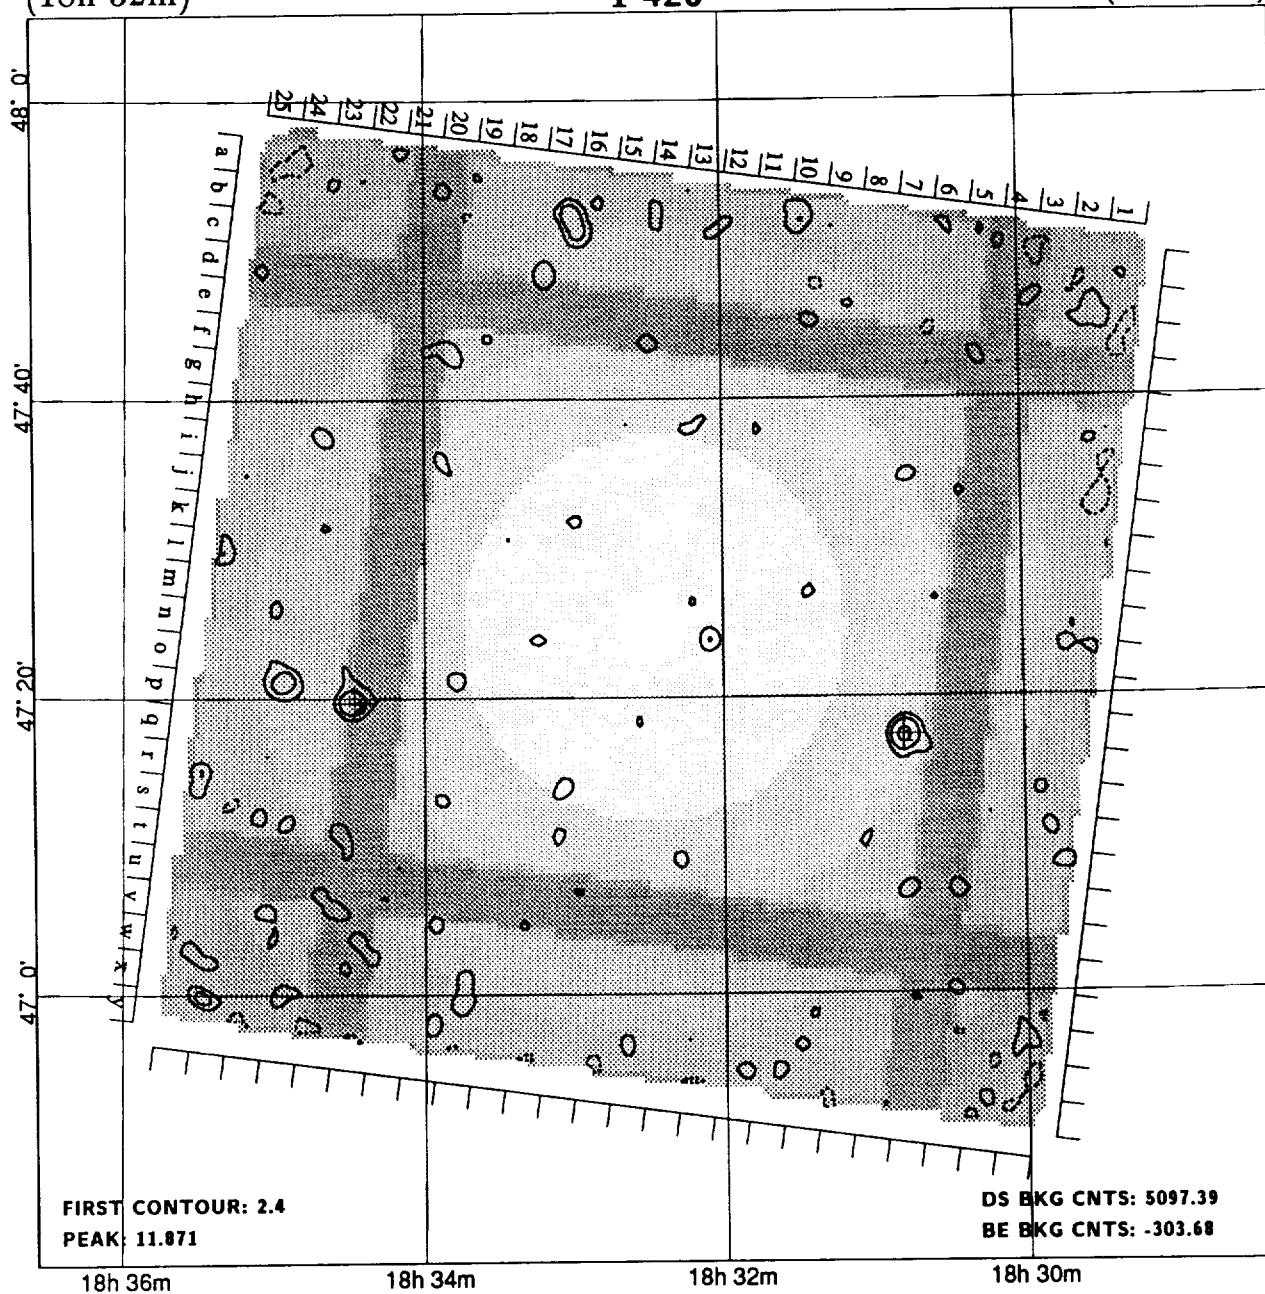 48° 0'
25 24 23 22 21 20 19 18 17 16 15 14 13 12 11 10 9 8 7 6 5 4 3 2 1
a b c d e f g h i j k l m n o p q r s t u v w x y
47° 40'
47° 20'
47° 0'
FIRST CONTOUR: 2.4
PEAK: 11.871
DS BKG CNTS: 5097.39
BE BKG CNTS: -303.68
18h 36m 18h 34m 18h 32m 18h 30m